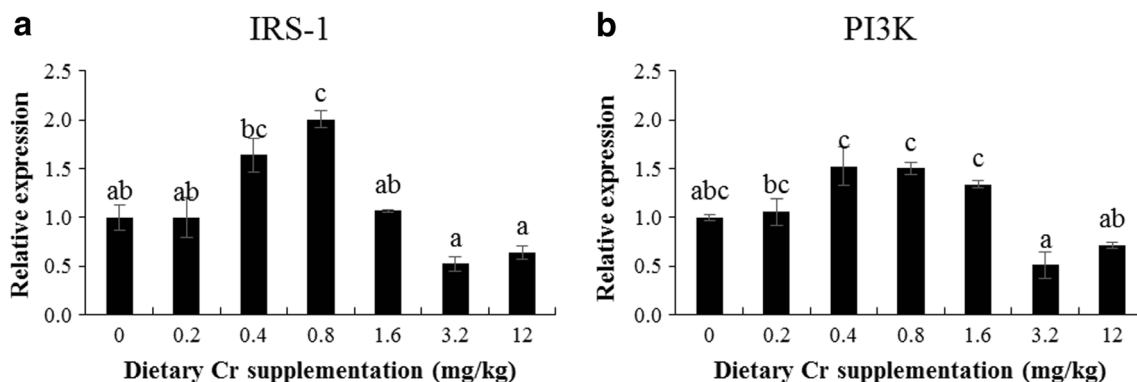 a
IRS-1
Relative expression
2.5
2.0
1.5
1.0
0.5
0.0
ab
ab
bc
c
ab
a
a
0
0.2
0.4
0.8
1.6
3.2
12
Dietary Cr supplementation (mg/kg)
b
PI3K
Relative expression
2.5
2.0
1.5
1.0
0.5
0.0
abc
bc
c
c
c
a
ab
0
0.2
0.4
0.8
1.6
3.2
12
Dietary Cr supplementation (mg/kg)